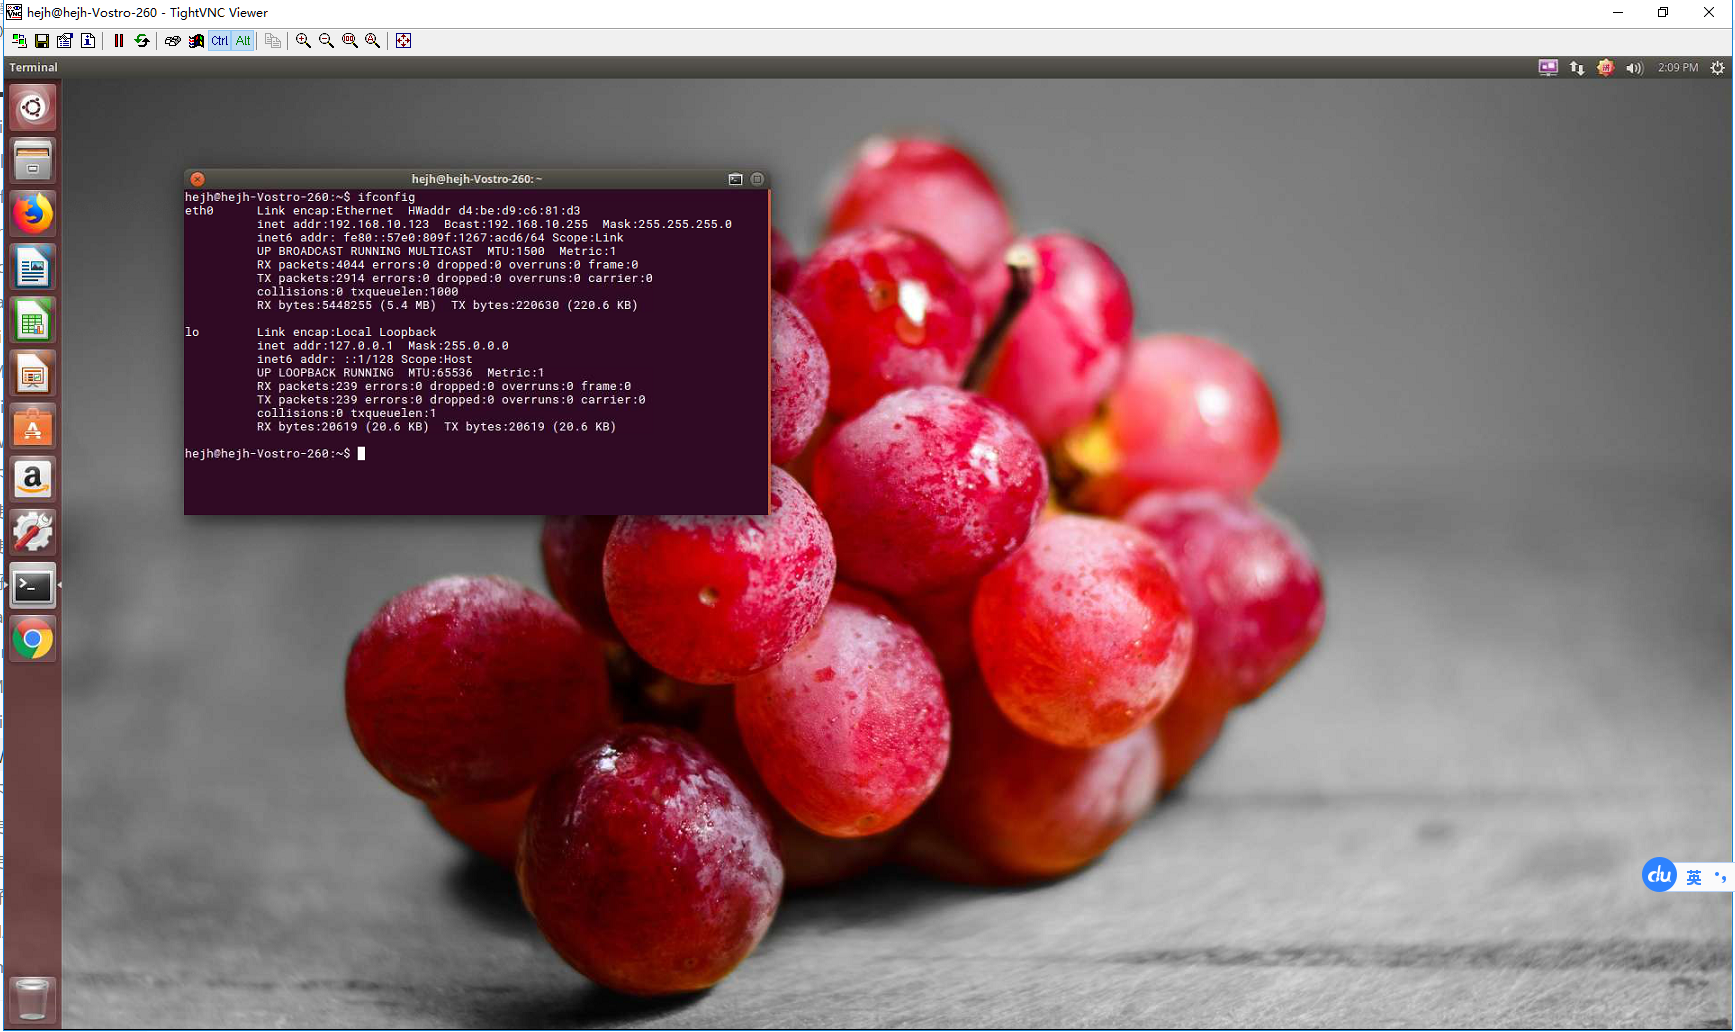 hejh@hejh-Vostro-260 - TightVNC Viewer
Ctrl Alt
Terminal
2:09 PM
hejh@hejh-Vostro-260: ~
hejh@hejh-Vostro-260:~$ ifconfig
eth0      Link encap:Ethernet  HWaddr d4:be:d9:c6:81:d3
          inet addr:192.168.10.123  Bcast:192.168.10.255  Mask:255.255.255.0
          inet6 addr: fe80::57e0:809f:1267:acd6/64 Scope:Link
          UP BROADCAST RUNNING MULTICAST  MTU:1500  Metric:1
          RX packets:4044 errors:0 dropped:0 overruns:0 frame:0
          TX packets:2914 errors:0 dropped:0 overruns:0 carrier:0
          collisions:0 txqueuelen:1000
          RX bytes:5448255 (5.4 MB)  TX bytes:220630 (220.6 KB)
lo        Link encap:Local Loopback
          inet addr:127.0.0.1  Mask:255.0.0.0
          inet6 addr: ::1/128 Scope:Host
          UP LOOPBACK RUNNING  MTU:65536  Metric:1
          RX packets:239 errors:0 dropped:0 overruns:0 frame:0
          TX packets:239 errors:0 dropped:0 overruns:0 carrier:0
          collisions:0 txqueuelen:1
          RX bytes:20619 (20.6 KB)  TX bytes:20619 (20.6 KB)
hejh@hejh-Vostro-260:~$
du 英